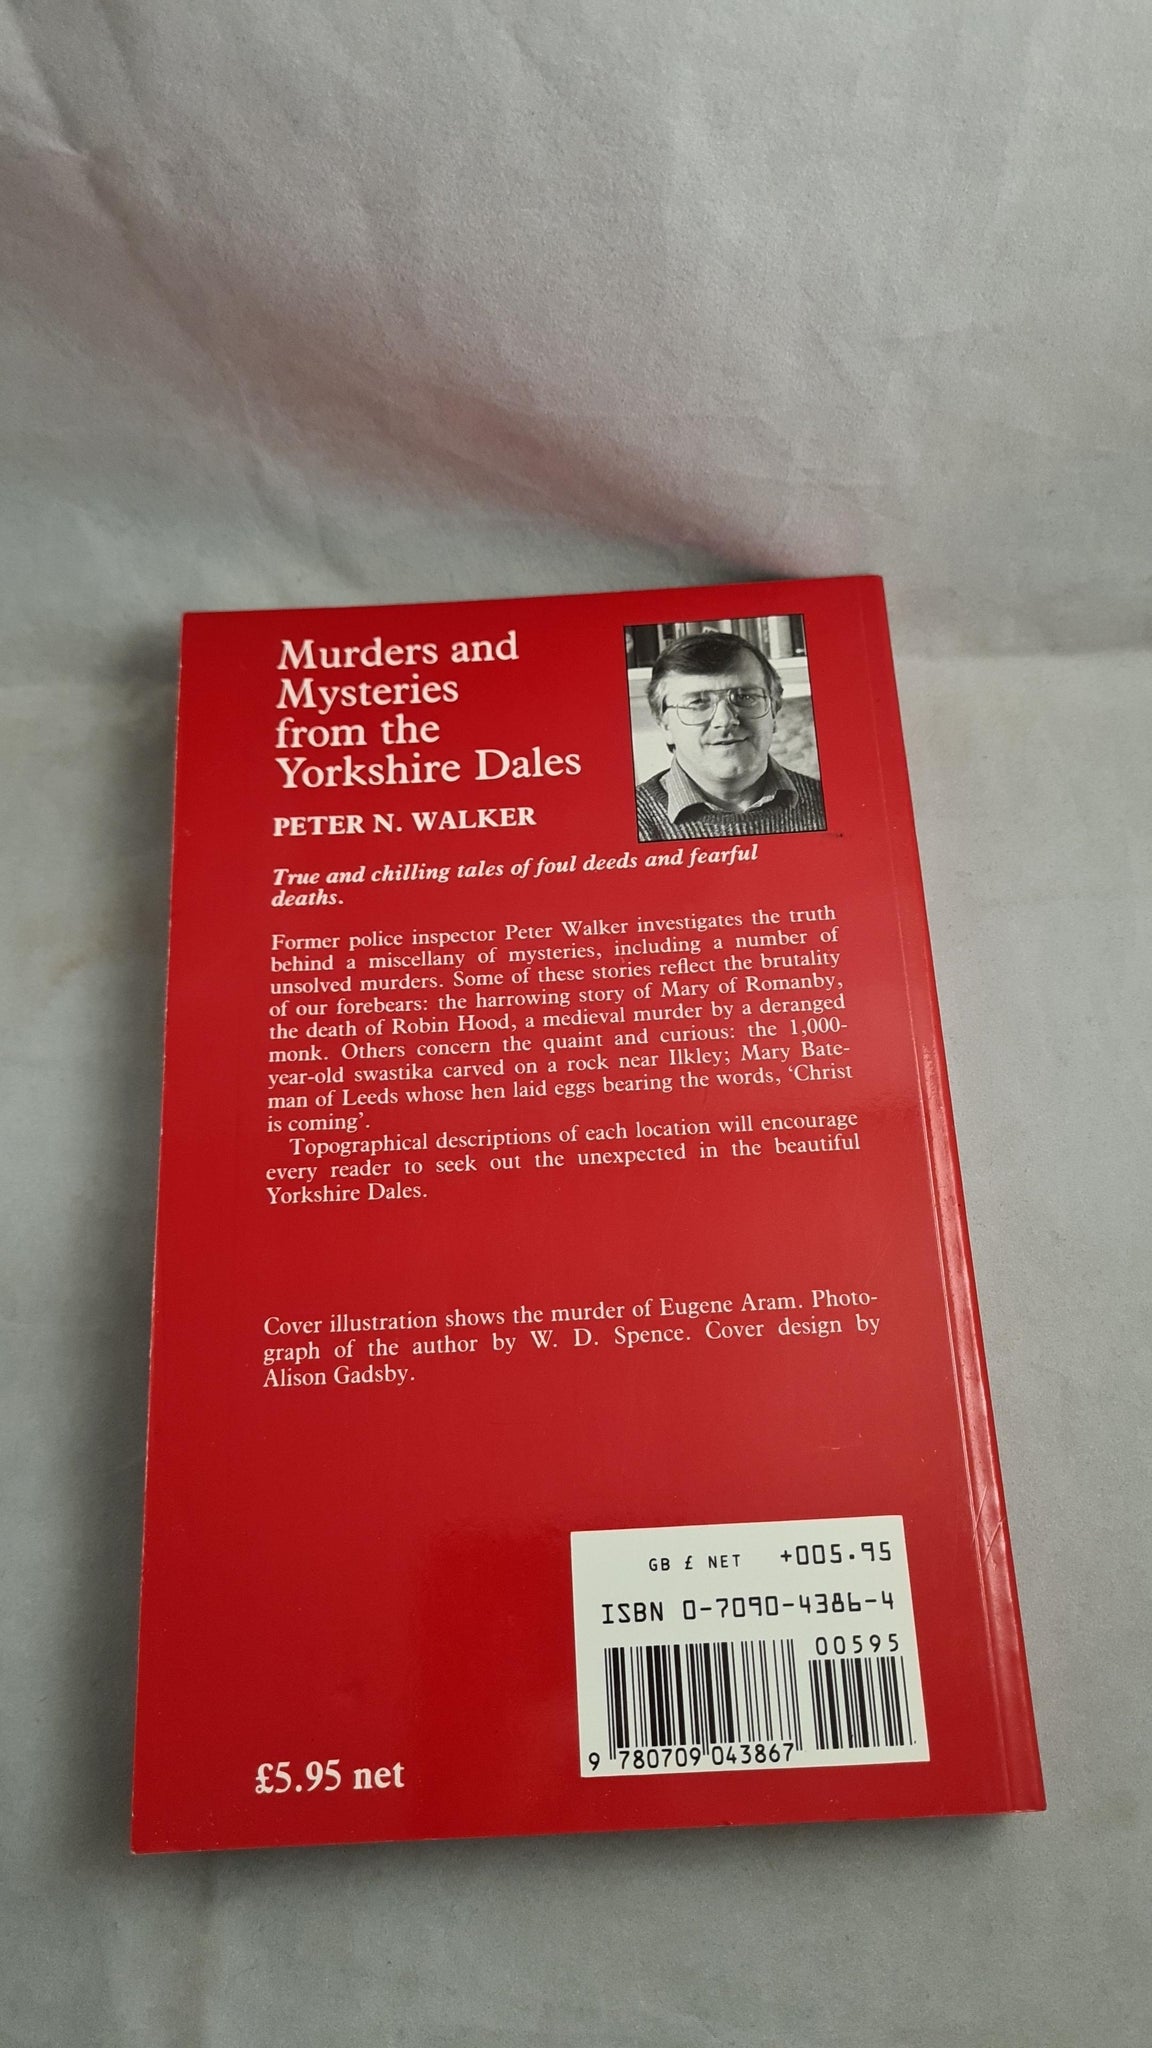 Murders and
Mysteries
from the
Yorkshire Dales
PETER N. WALKER
True and chilling tales of foul deeds and fearful
deaths.
Former police inspector Peter Walker investigates the truth
behind a miscellany of mysteries, including a number of
unsolved murders. Some of these stories reflect the brutality
of our forebears: the harrowing story of Mary of Romanby,
the death of Robin Hood, a medieval murder by a deranged
monk. Others concern the quaint and curious: the 1,000-
year-old swastika carved on a rock near Ilkley; Mary Bate-
man of Leeds whose hen laid eggs bearing the words, ‘Christ
is coming’.
Topographical descriptions of each location will encourage
every reader to seek out the unexpected in the beautiful
Yorkshire Dales.
Cover illustration shows the murder of Eugene Aram. Photo-
graph of the author by W. D. Spence. Cover design by
Alison Gadsby.
GB £ NET +005.95
ISBN 0-7090-4386-4
00595
9 780709 043867
£5.95 net